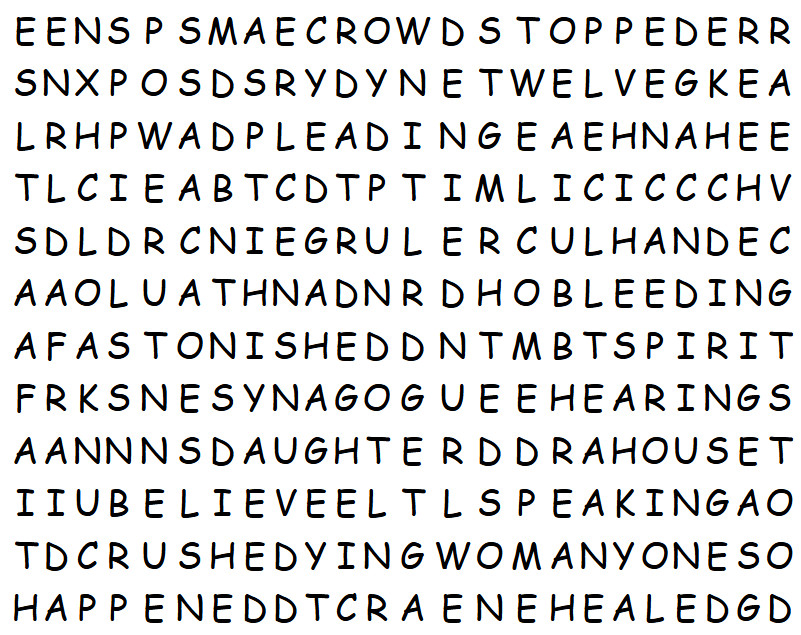 EENSPSMAECROWDSTOPPEDERR
SNXPOSDSRYDYNETWELVEGKEA
LRHPWADPLEADINGEAEHNAHEE
TLCIEABTCDTPTIMLICICCCHV
SDLDRCNIEGRULERCULHANDEC
AAOLUATHNADNRDHOBLEEDING
AFASTONISHEDDNTMBTSPIRIT
FRKSNESYNAGOGUEEHEARINGS
AANNNSDAUGHTERDDRAHOUSET
IIUBELIEVEELTLSPEAKINGAO
TDCRUSHEDYINGWOMANYONESO
HAPPENEDDTCRAENEHEALEDGD